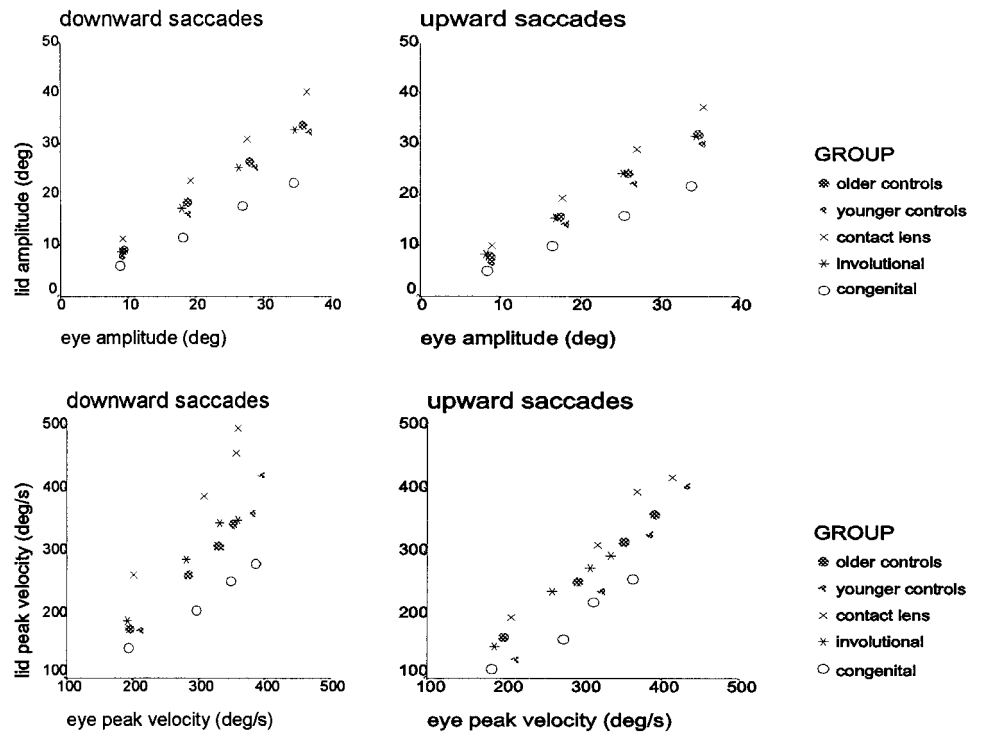 downward saccades
50
40
30
20
10
0
lid amplitude (deg)
0 10 20 30 40
eye amplitude (deg)
upward saccades
50
40
30
20
10
0
0 10 20 30 40
eye amplitude (deg)
GROUP
older controls
younger controls
contact lens
involutional
congenital
downward saccades
500
400
300
200
100
lid peak velocity (deg/s)
100 200 300 400 500
eye peak velocity (deg/s)
upward saccades
500
400
300
200
100
100 200 300 400 500
eye peak velocity (deg/s)
GROUP
older controls
younger controls
contact lens
involutional
congenital